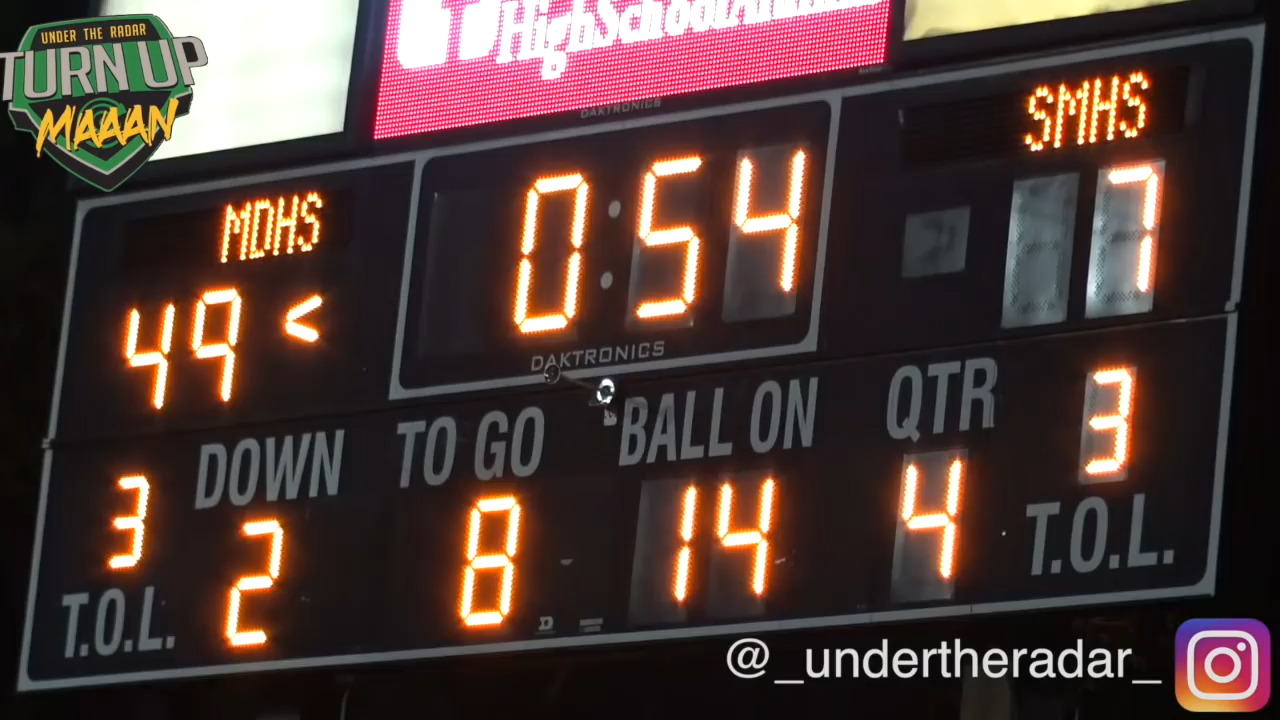 UNDER THE RADAR
TURN UP
MAAAN
HighSchool
DAKTRONICS
MDHS
SMHS
0:54
49 <
7
DAKTRONICS
DOWN
TO GO
BALL ON
QTR
3
3
2
8
14
4
T.O.L.
T.O.L.
@_undertheradar_